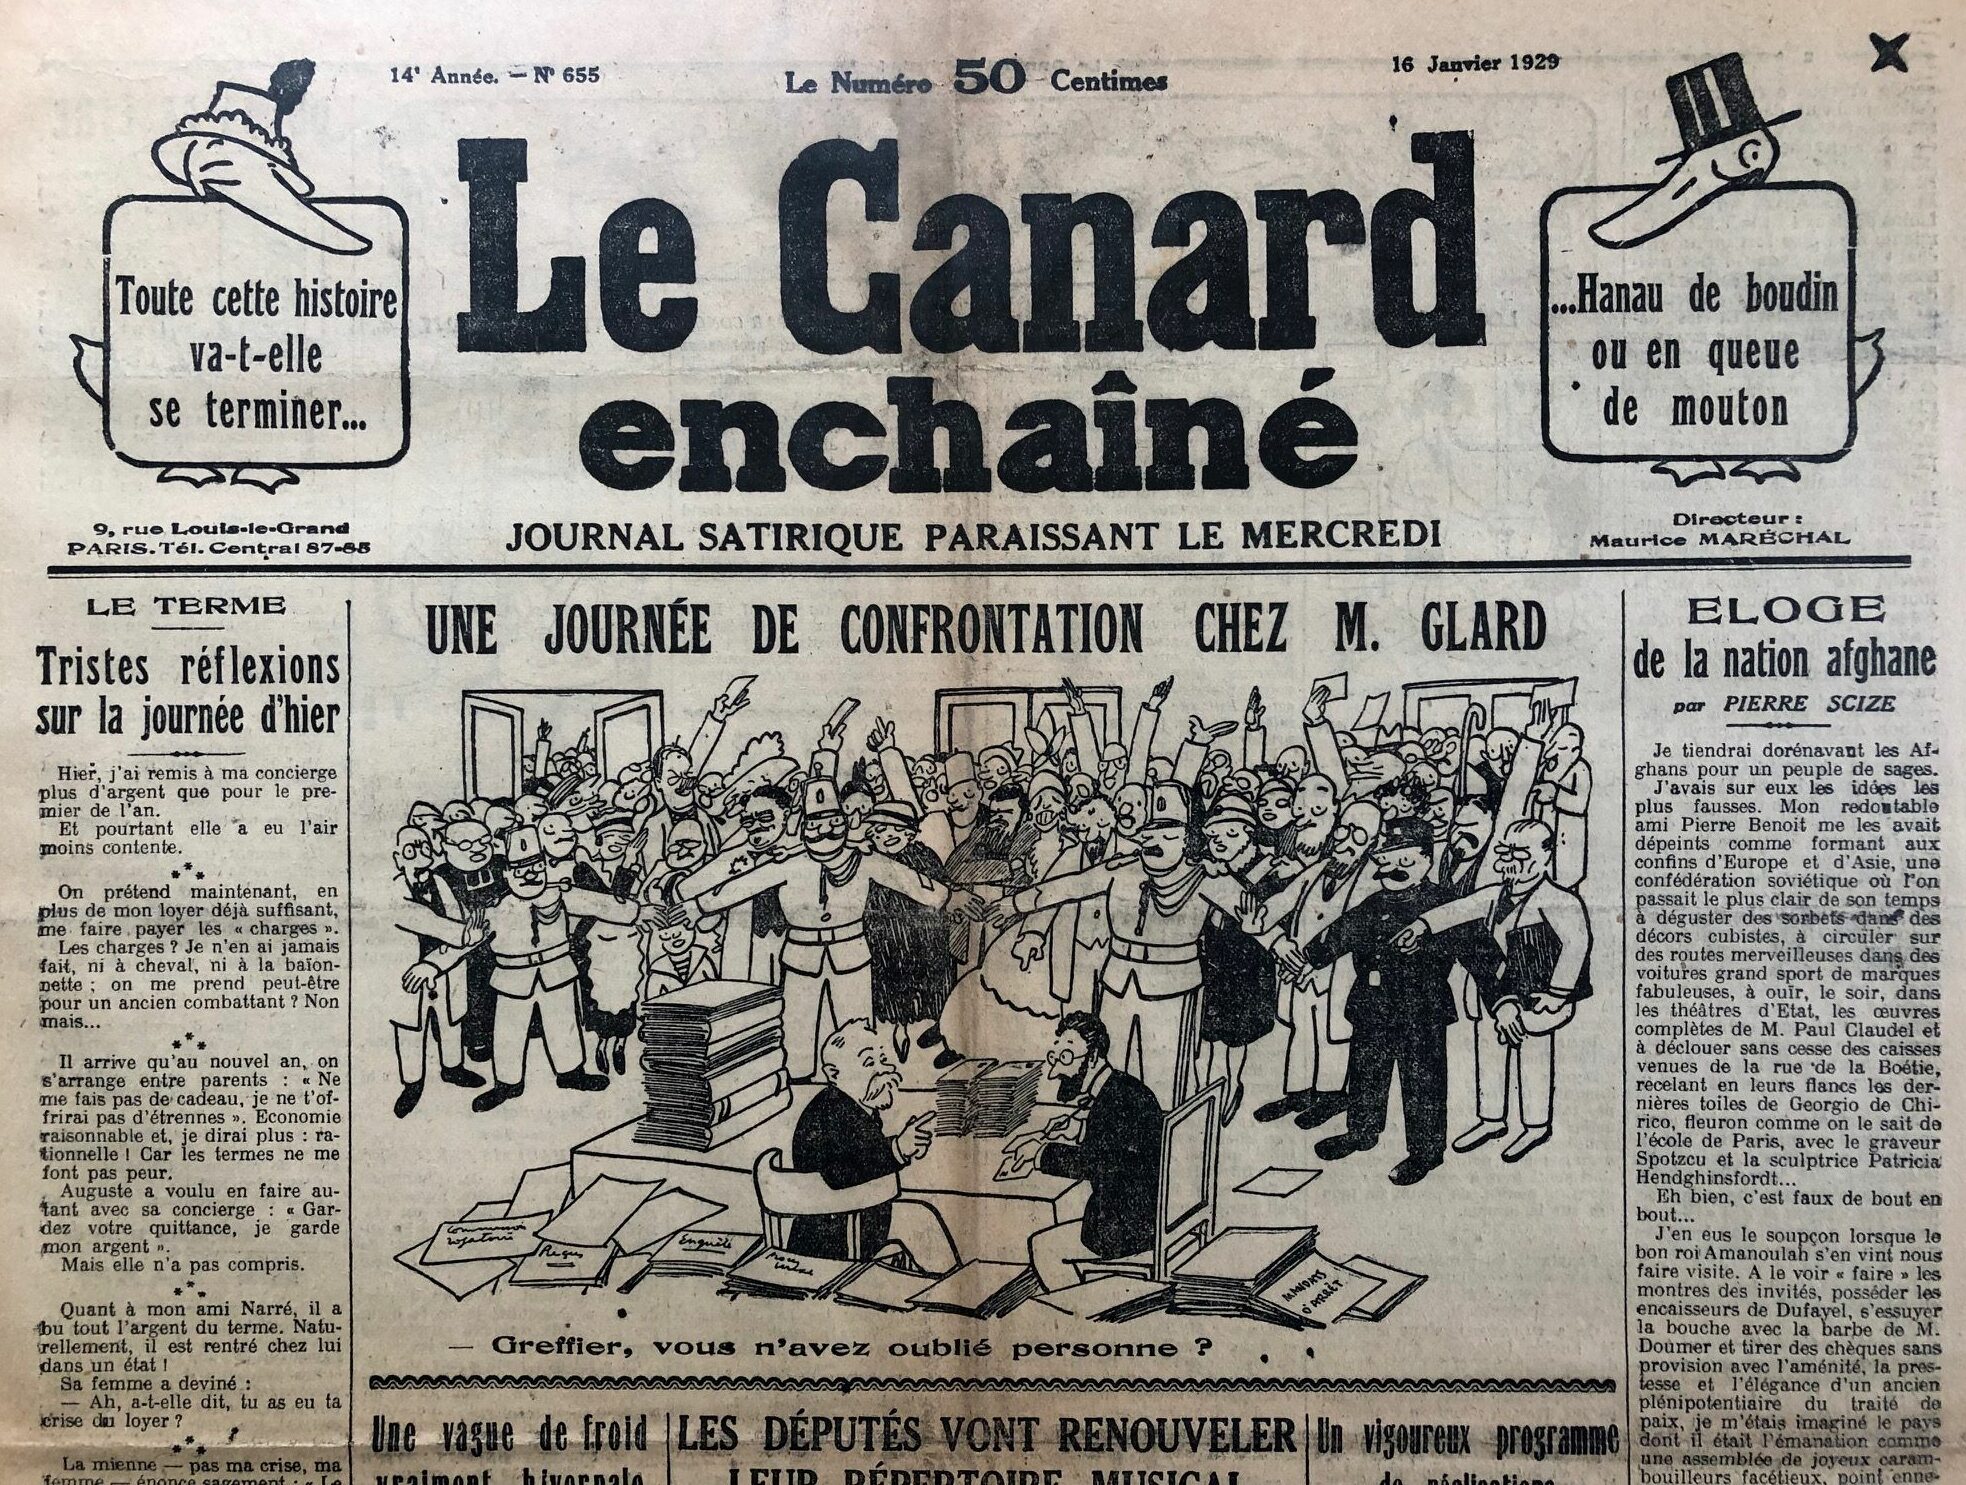 14e Année. — N° 655
Le Numéro 50 Centimes
16 Janvier 1929
Toute cette histoire
va-t-elle
se terminer...
Le Canard
enchaîné
...Hanau de boudin
ou en queue
de mouton
9, rue Louis-le-Grand
PARIS. Tél. Central 87-85
JOURNAL SATIRIQUE PARAISSANT LE MERCREDI
Directeur :
Maurice MARÉCHAL
LE TERME
Tristes réflexions
sur la journée d'hier
Hier, j'ai remis à ma concierge
plus d'argent que pour le pre-
mier de l'an.
Et pourtant elle a eu l'air
moins contente.
On prétend maintenant, en
plus de mon loyer déjà suffisant,
me faire payer les « charges ».
Les charges ? Je n'en ai jamais
fait, ni à cheval, ni à la baïon-
nette ; on me prend peut-être
pour un ancien combattant ? Non
mais...
Il arrive qu'au nouvel an, on
s'arrange entre parents : « Ne
me fais pas de cadeau, je ne t'of-
frirai pas d'étrennes ». Economie
raisonnable et, je dirai plus : ra-
tionnelle ! Car les termes ne me
font pas peur.
Auguste a voulu en faire au-
tant avec sa concierge : « Gar-
dez votre quittance, je garde
mon argent ».
Mais elle n'a pas compris.
Quant à mon ami Narré, il a
bu tout l'argent du terme. Natu-
rellement, il est rentré chez lui
dans un état !
Sa femme a deviné :
— Ah, a-t-elle dit, tu as eu ta
crise du loyer ?
La mienne — pas ma crise, ma
femme — énonce sagement : « Le
UNE JOURNÉE DE CONFRONTATION CHEZ M. GLARD
Commission
rogatoire
Reçus
Enquête
Mandats
d'arrêt
— Greffier, vous n'avez oublié personne ?
Une vague de froid
vraiment hivernale
LES DÉPUTÉS VONT RENOUVELER
LEUR RÉPERTOIRE MUSICAL
Un vigoureux programme
de réalisations
ELOGE
de la nation afghane
par PIERRE SCIZE
Je tiendrai dorénavant les Af-
ghans pour un peuple de sages.
J'avais sur eux les idées les
plus fausses. Mon redoutable
ami Pierre Benoit me les avait
dépeints comme formant aux
confins d'Europe et d'Asie, une
confédération soviétique où l'on
passait le plus clair de son temps
à déguster des sorbets dans des
décors cubistes, à circuler sur
des routes merveilleuses dans des
voitures grand sport de marques
fabuleuses, à ouïr, le soir, dans
les théâtres d'Etat, les œuvres
complètes de M. Paul Claudel et
à déclouer sans cesse des caisses
venues de la rue de la Boétie,
recelant en leurs flancs les der-
nières toiles de Georgio de Chi-
rico, fleuron comme on le sait de
l'école de Paris, avec le graveur
Spotzcu et la sculptrice Patricia
Hendghinsfordt...
Eh bien, c'est faux de bout en
bout...
J'en eus le soupçon lorsque le
bon roi Amanoulah s'en vint nous
faire visite. A le voir « faire » les
montres des invités, posséder les
encaisseurs de Dufayel, s'essuyer
la bouche avec la barbe de M.
Doumer et tirer des chèques sans
provision avec l'aménité, la pres-
tesse et l'élégance d'un ancien
plénipotentiaire du traité de
paix, je m'étais imaginé le pays
dont il était l'émanation comme
une assemblée de joyeux caram-
bouilleurs facétieux, point enne-